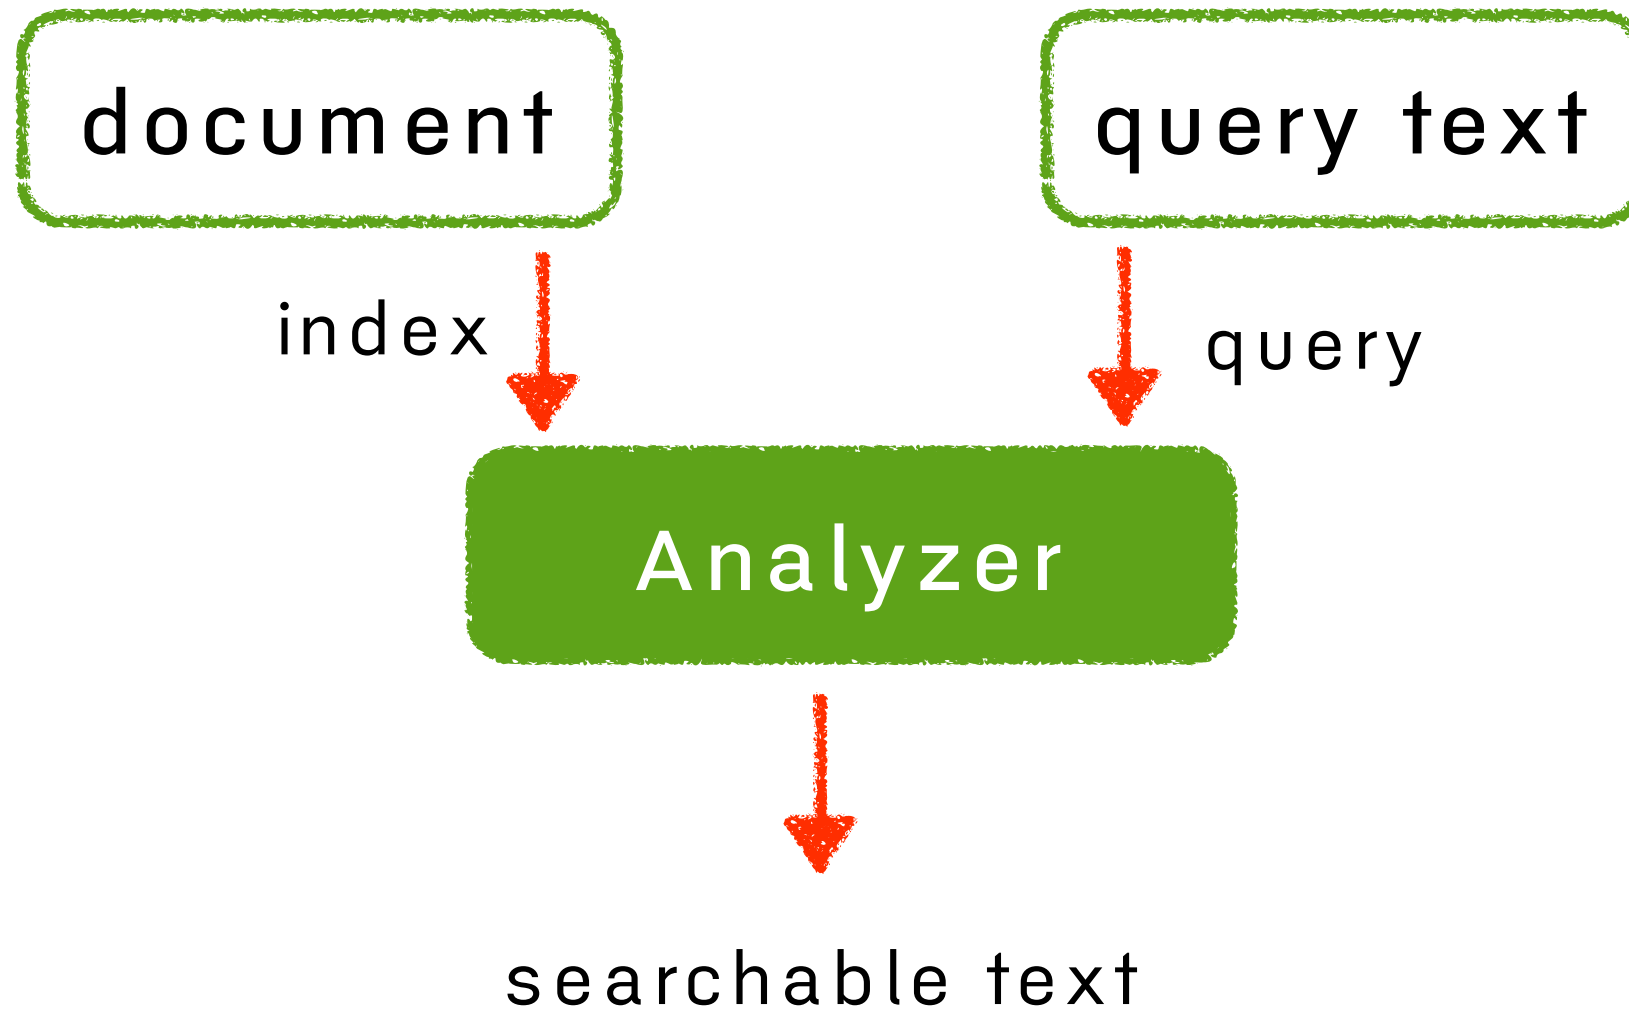 document
query text
index
query
Analyzer
searchable text